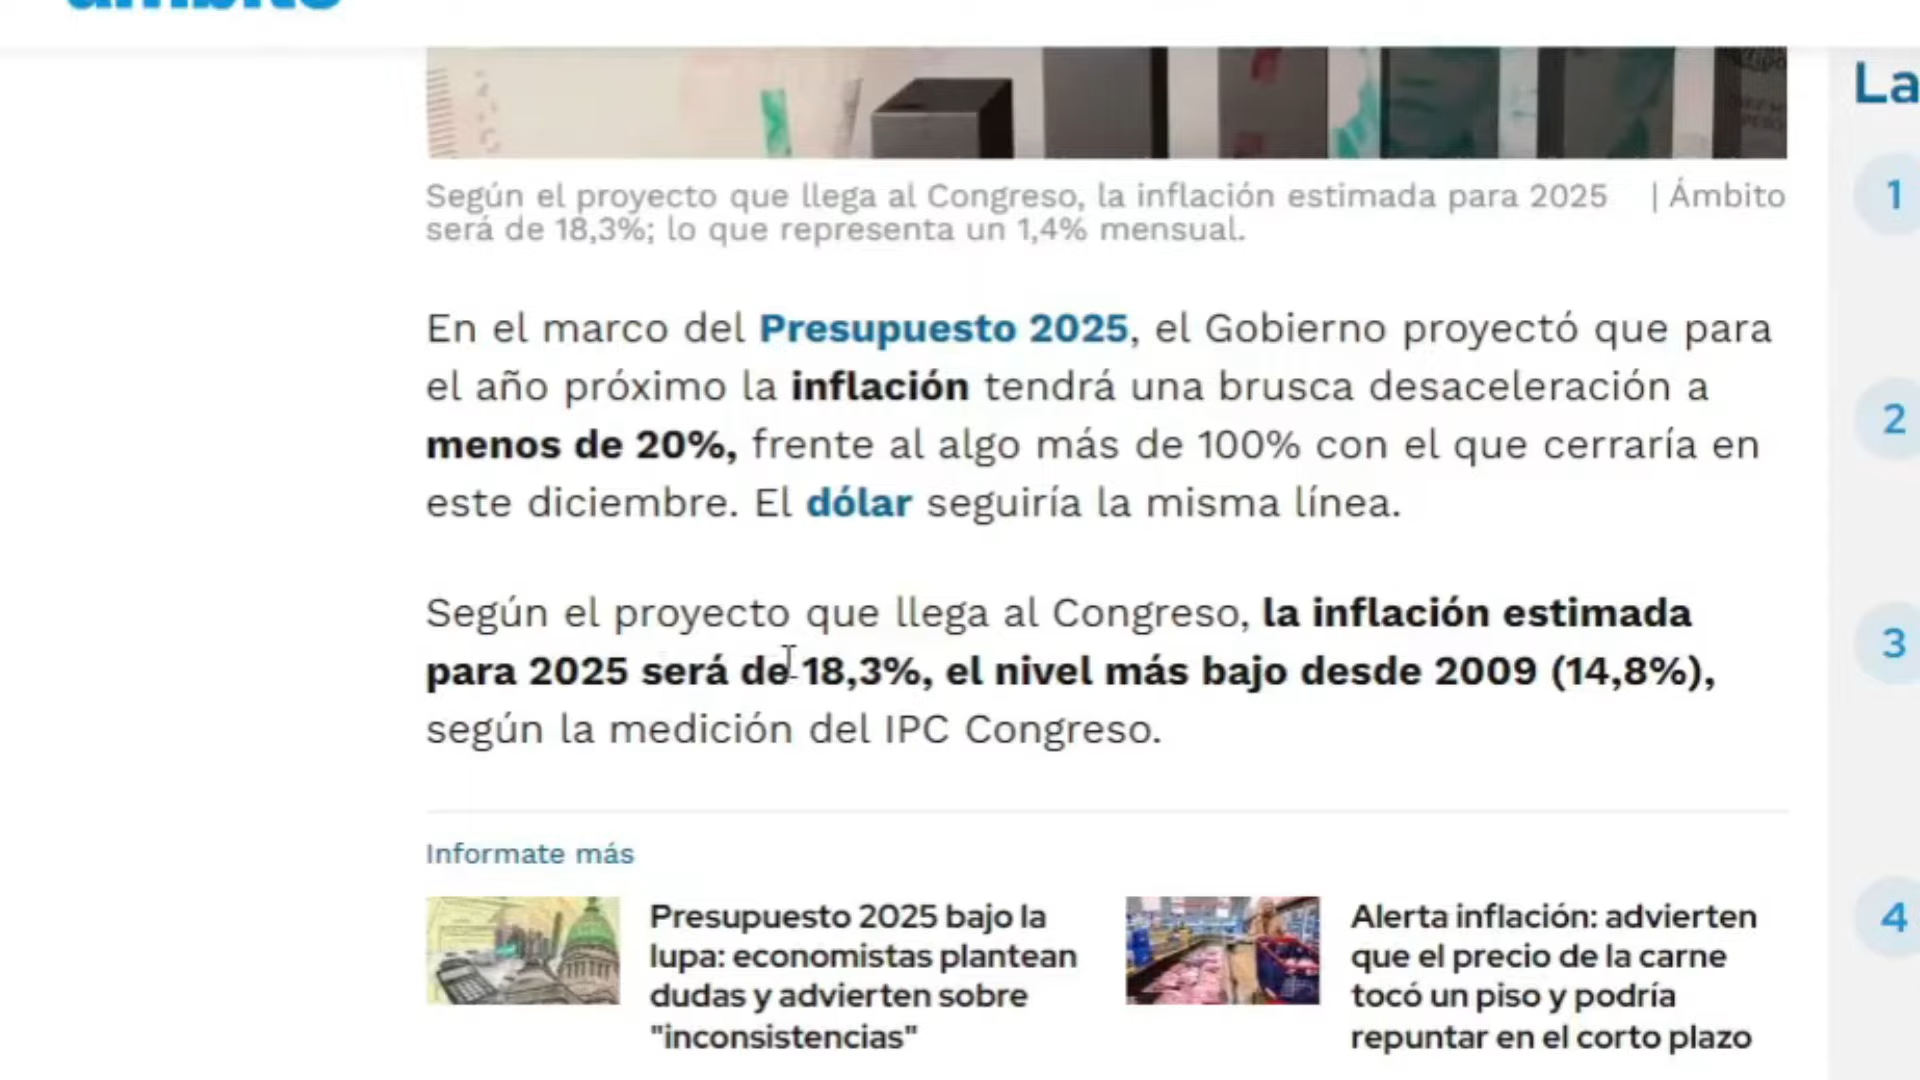 Según el proyecto que llega al Congreso, la inflación estimada para 2025 | Ámbito
será de 18,3%; lo que representa un 1,4% mensual.
En el marco del Presupuesto 2025, el Gobierno proyectó que para
el año próximo la inflación tendrá una brusca desaceleración a
menos de 20%, frente al algo más de 100% con el que cerraría en
este diciembre. El dólar seguiría la misma línea.
Según el proyecto que llega al Congreso, la inflación estimada
para 2025 será de 18,3%, el nivel más bajo desde 2009 (14,8%),
según la medición del IPC Congreso.
Informate más
Presupuesto 2025 bajo la
lupa: economistas plantean
dudas y advierten sobre
"inconsistencias"
Alerta inflación: advierten
que el precio de la carne
tocó un piso y podría
repuntar en el corto plazo
La
1
2
3
4